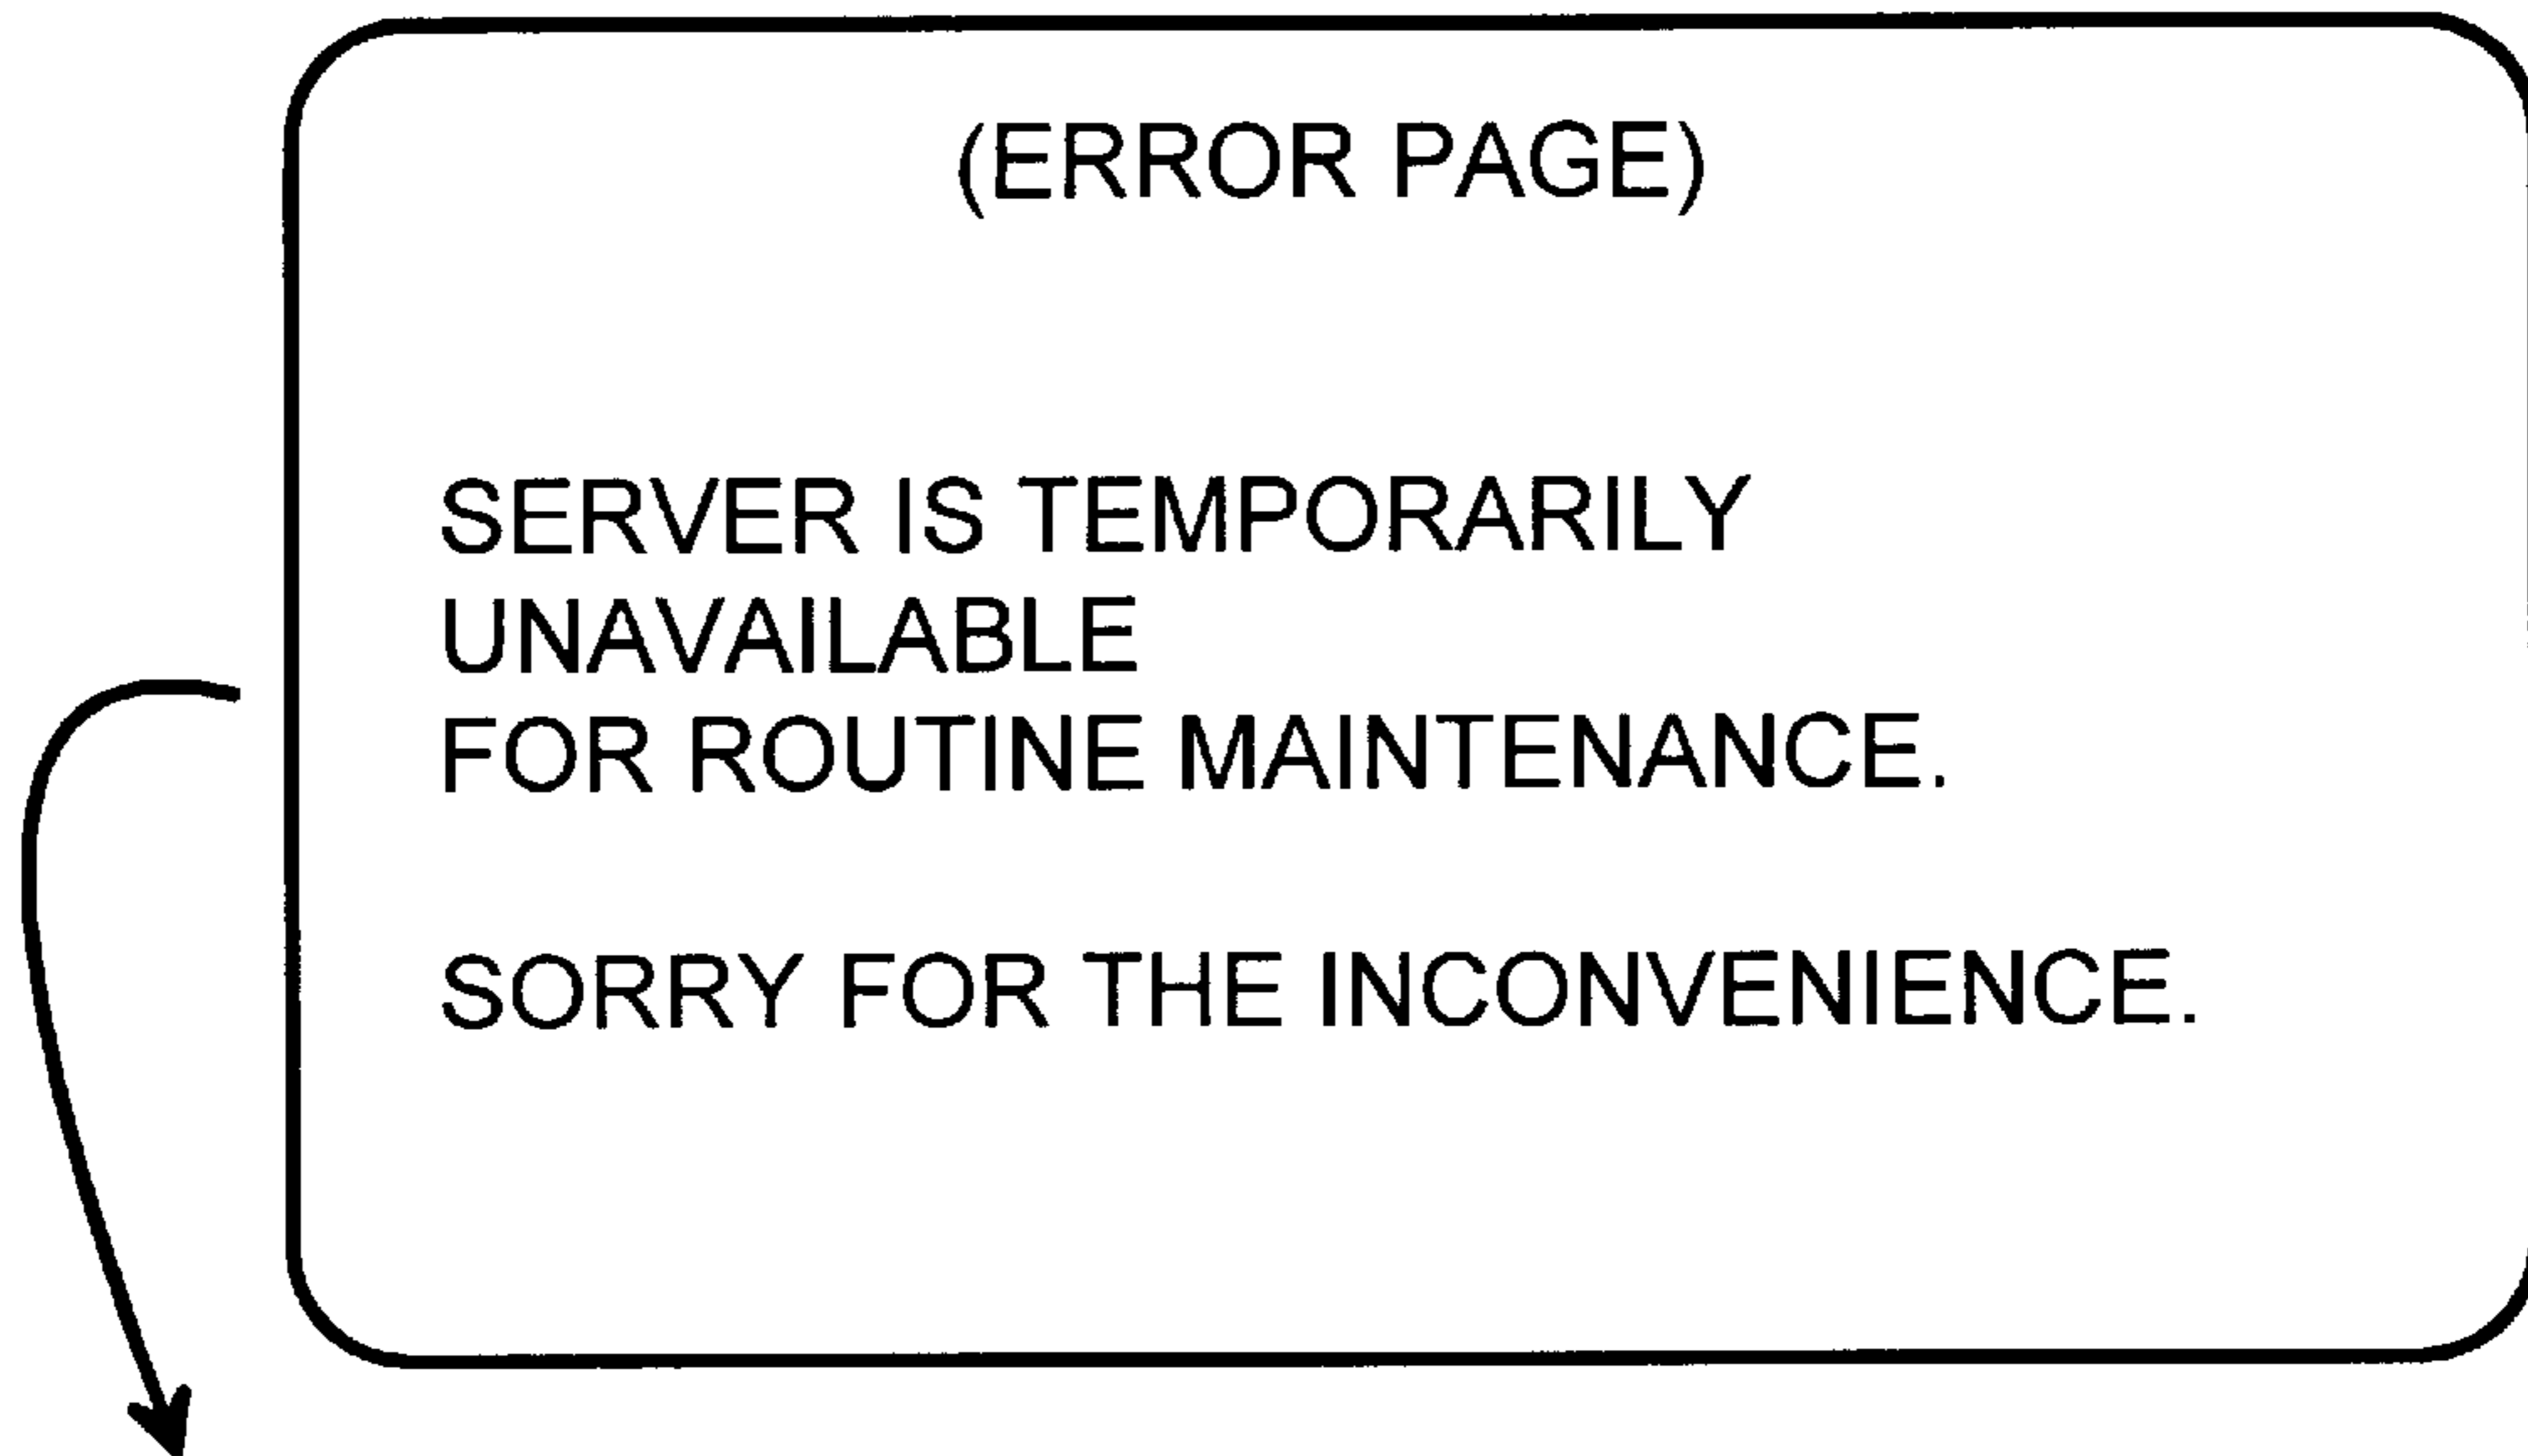 (ERROR PAGE)
SERVER IS TEMPORARILY
UNAVAILABLE
FOR ROUTINE MAINTENANCE.
SORRY FOR THE INCONVENIENCE.